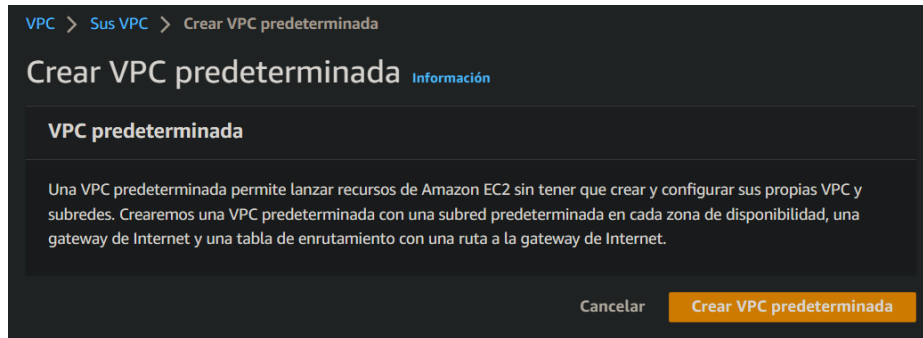 VPC > Sus VPC > Crear VPC predeterminada
Crear VPC predeterminada Información
VPC predeterminada
Una VPC predeterminada permite lanzar recursos de Amazon EC2 sin tener que crear y configurar sus propias VPC y
subredes. Crearemos una VPC predeterminada con una subred predeterminada en cada zona de disponibilidad, una
gateway de Internet y una tabla de enrutamiento con una ruta a la gateway de Internet.
Cancelar Crear VPC predeterminada